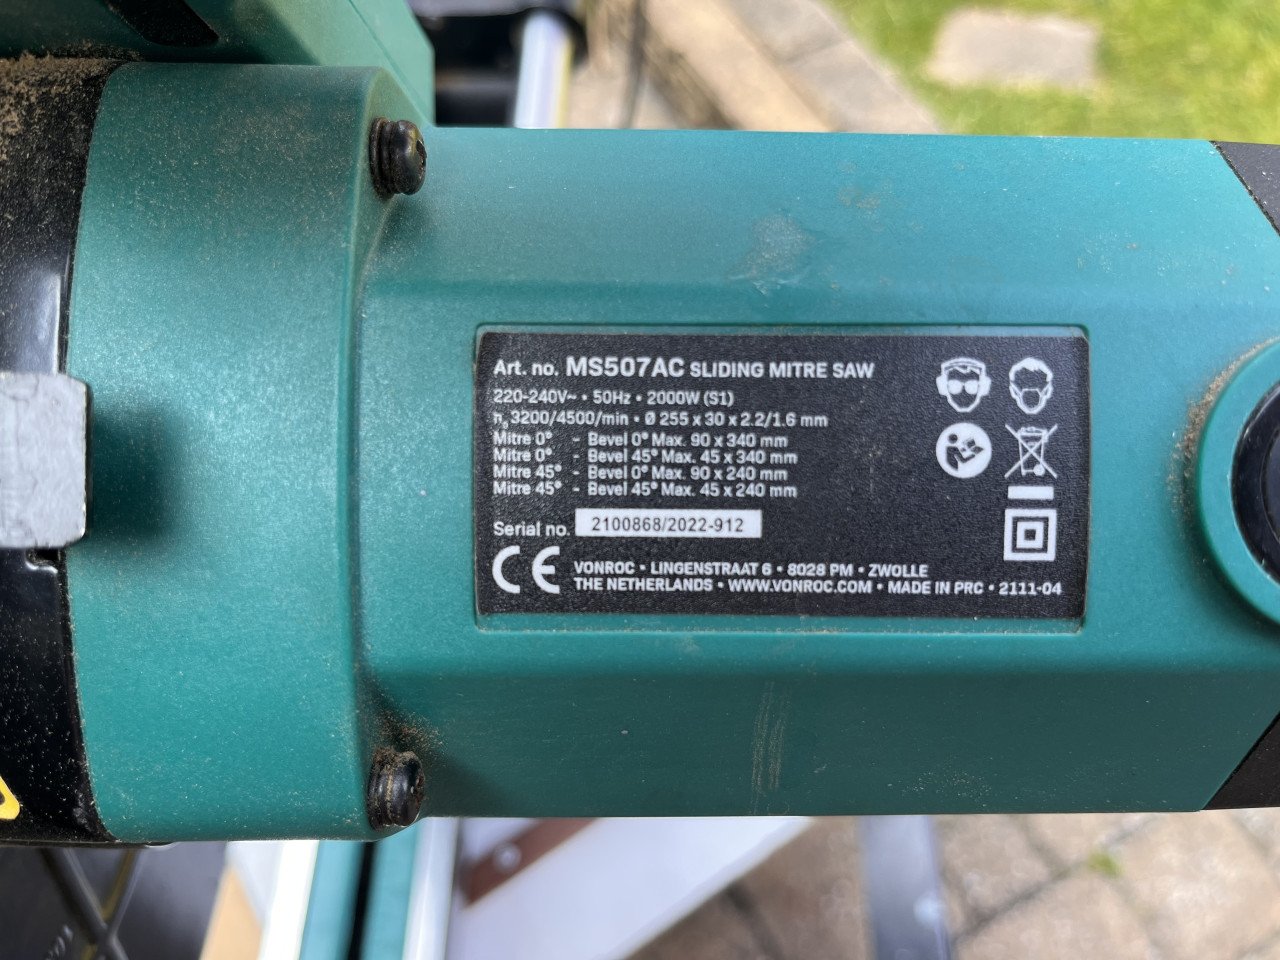 Art. no. MS507AC SLIDING MITRE SAW
220-240V~ • 50Hz • 2000W (S1)
n₀ 3200/4500/min • Ø 255 x 30 x 2.2/1.6 mm
Mitre 0° - Bevel 0° Max. 90 x 340 mm
Mitre 0° - Bevel 45° Max. 45 x 340 mm
Mitre 45° - Bevel 0° Max. 90 x 240 mm
Mitre 45° - Bevel 45° Max. 45 x 240 mm
Serial no. 2100868/2022-912
CE VONROC • LINGENSTRAAT 6 • 8028 PM • ZWOLLE
THE NETHERLANDS • WWW.VONROC.COM • MADE IN PRC • 2111-04